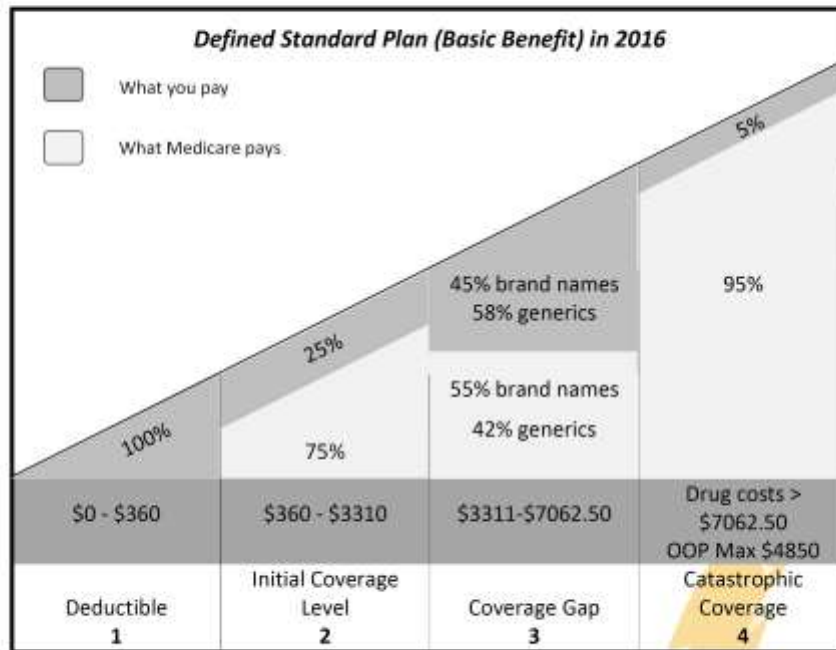 Defined Standard Plan (Basic Benefit) in 2016
What you pay
What Medicare pays
100%
25%
75%
45% brand names
58% generics
55% brand names
42% generics
5%
95%
$0 - $360
$360 - $3310
$3311-$7062.50
Drug costs >
$7062.50
OOP Max $4850
Deductible
1
Initial Coverage
Level
2
Coverage Gap
3
Catastrophic
Coverage
4